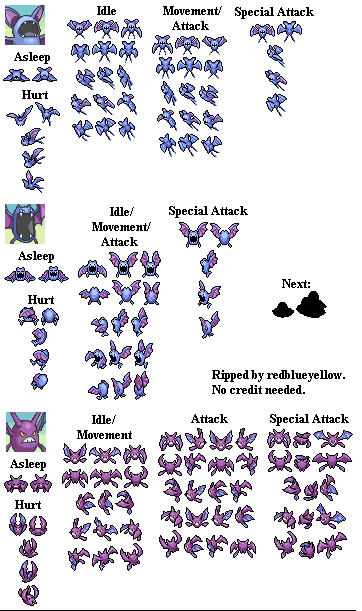 Idle
Movement/
Attack
Special Attack
Asleep
Hurt
Idle/
Movement/
Attack
Special Attack
Asleep
Hurt
Next:
Ripped by redblueyellow.
No credit needed.
Idle/
Movement
Attack
Special Attack
Asleep
Hurt